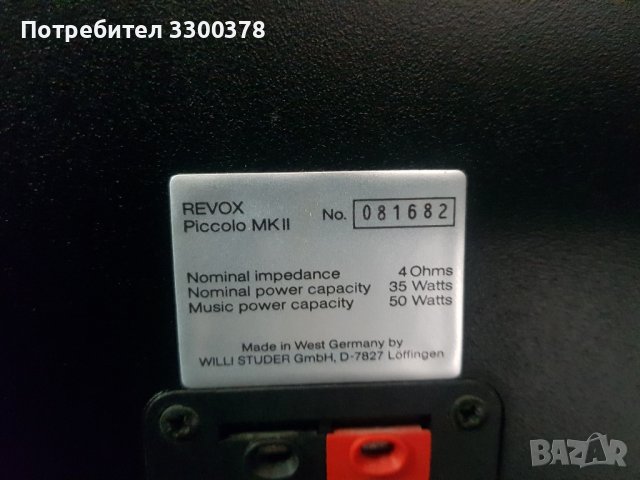 Потребител 3300378
REVOX
Piccolo MK II
No. 081682
Nominal impedance 4 Ohms
Nominal power capacity 35 Watts
Music power capacity 50 Watts
Made in West Germany by
WILLI STUDER GmbH, D-7827 Löffingen
BAZAR